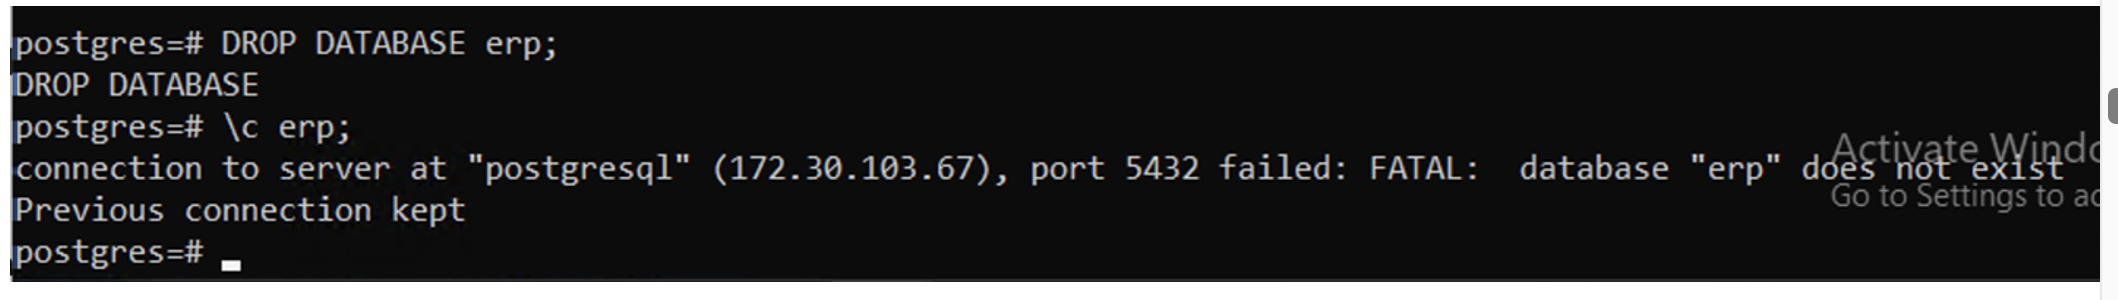 postgres=# DROP DATABASE erp;
DROP DATABASE
postgres=# \c erp;
connection to server at "postgresql" (172.30.103.67), port 5432 failed: FATAL:  database "erp" does not exist
Previous connection kept
postgres=#
Activate Windo
Go to Settings to ac